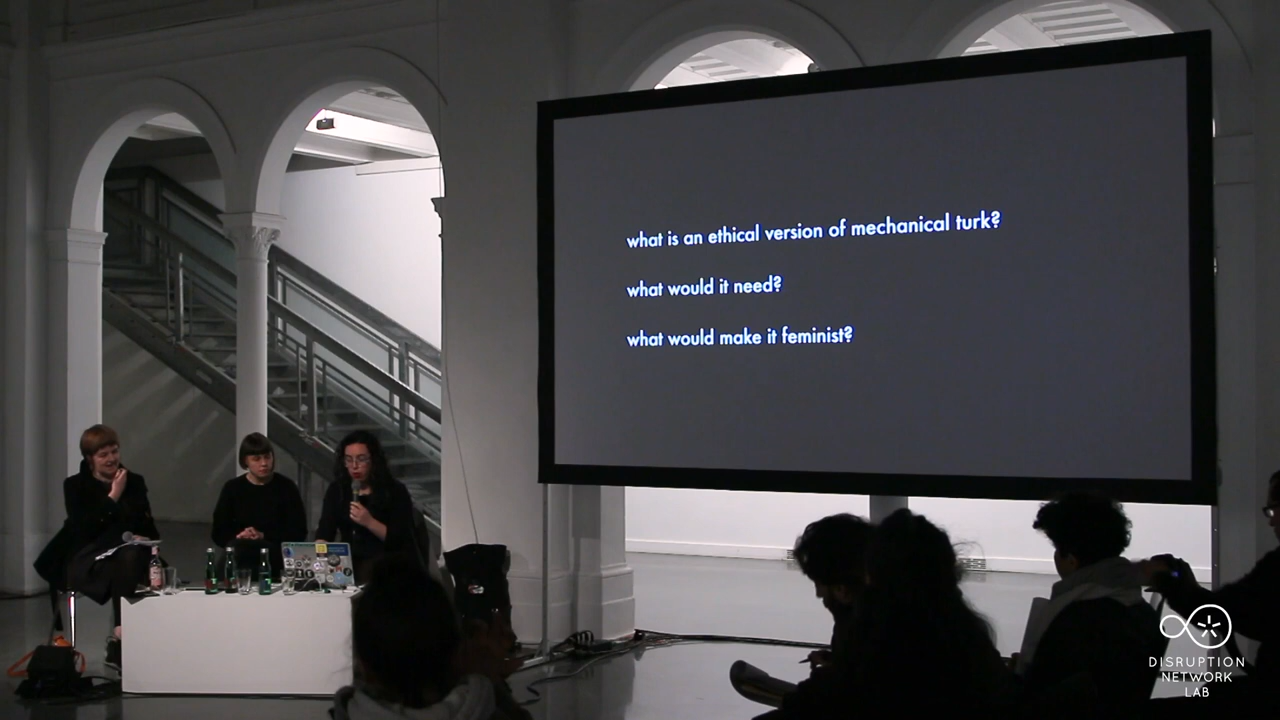 what is an ethical version of mechanical turk?
what would it need?
what would make it feminist?
DISRUPTION
NETWORK
LAB